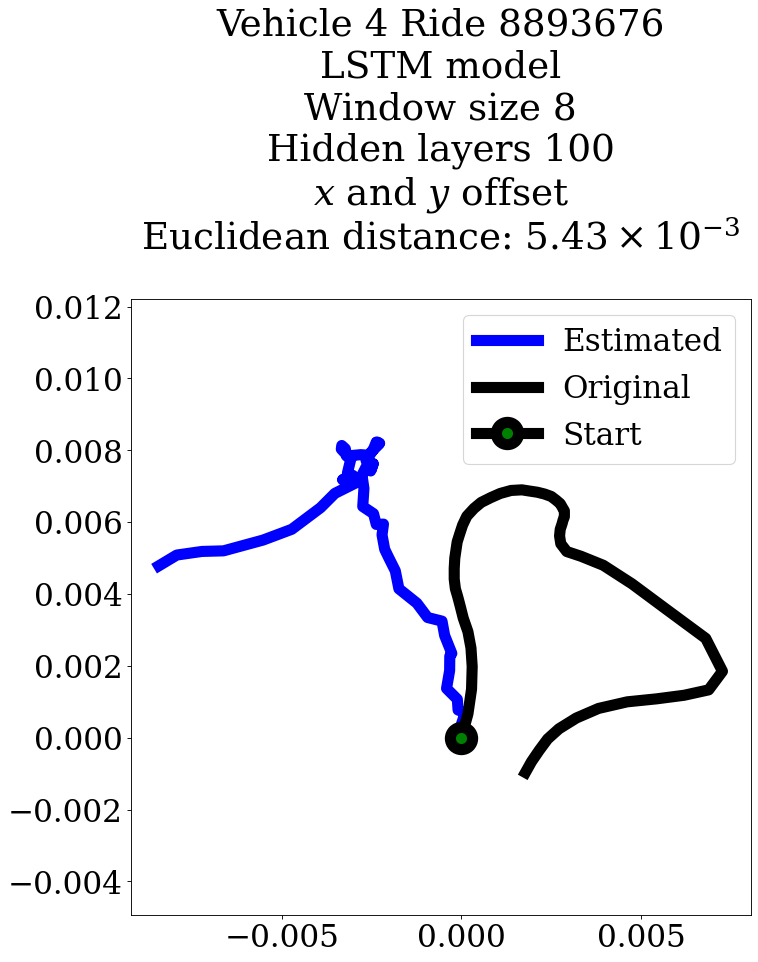 Vehicle 4 Ride 8893676
LSTM model
Window size 8
Hidden layers 100
x and y offset
Euclidean distance: 5.43 × 10⁻³
0.012
0.010
0.008
0.006
0.004
0.002
0.000
−0.002
−0.004
Estimated
Original
Start
−0.005
0.000
0.005